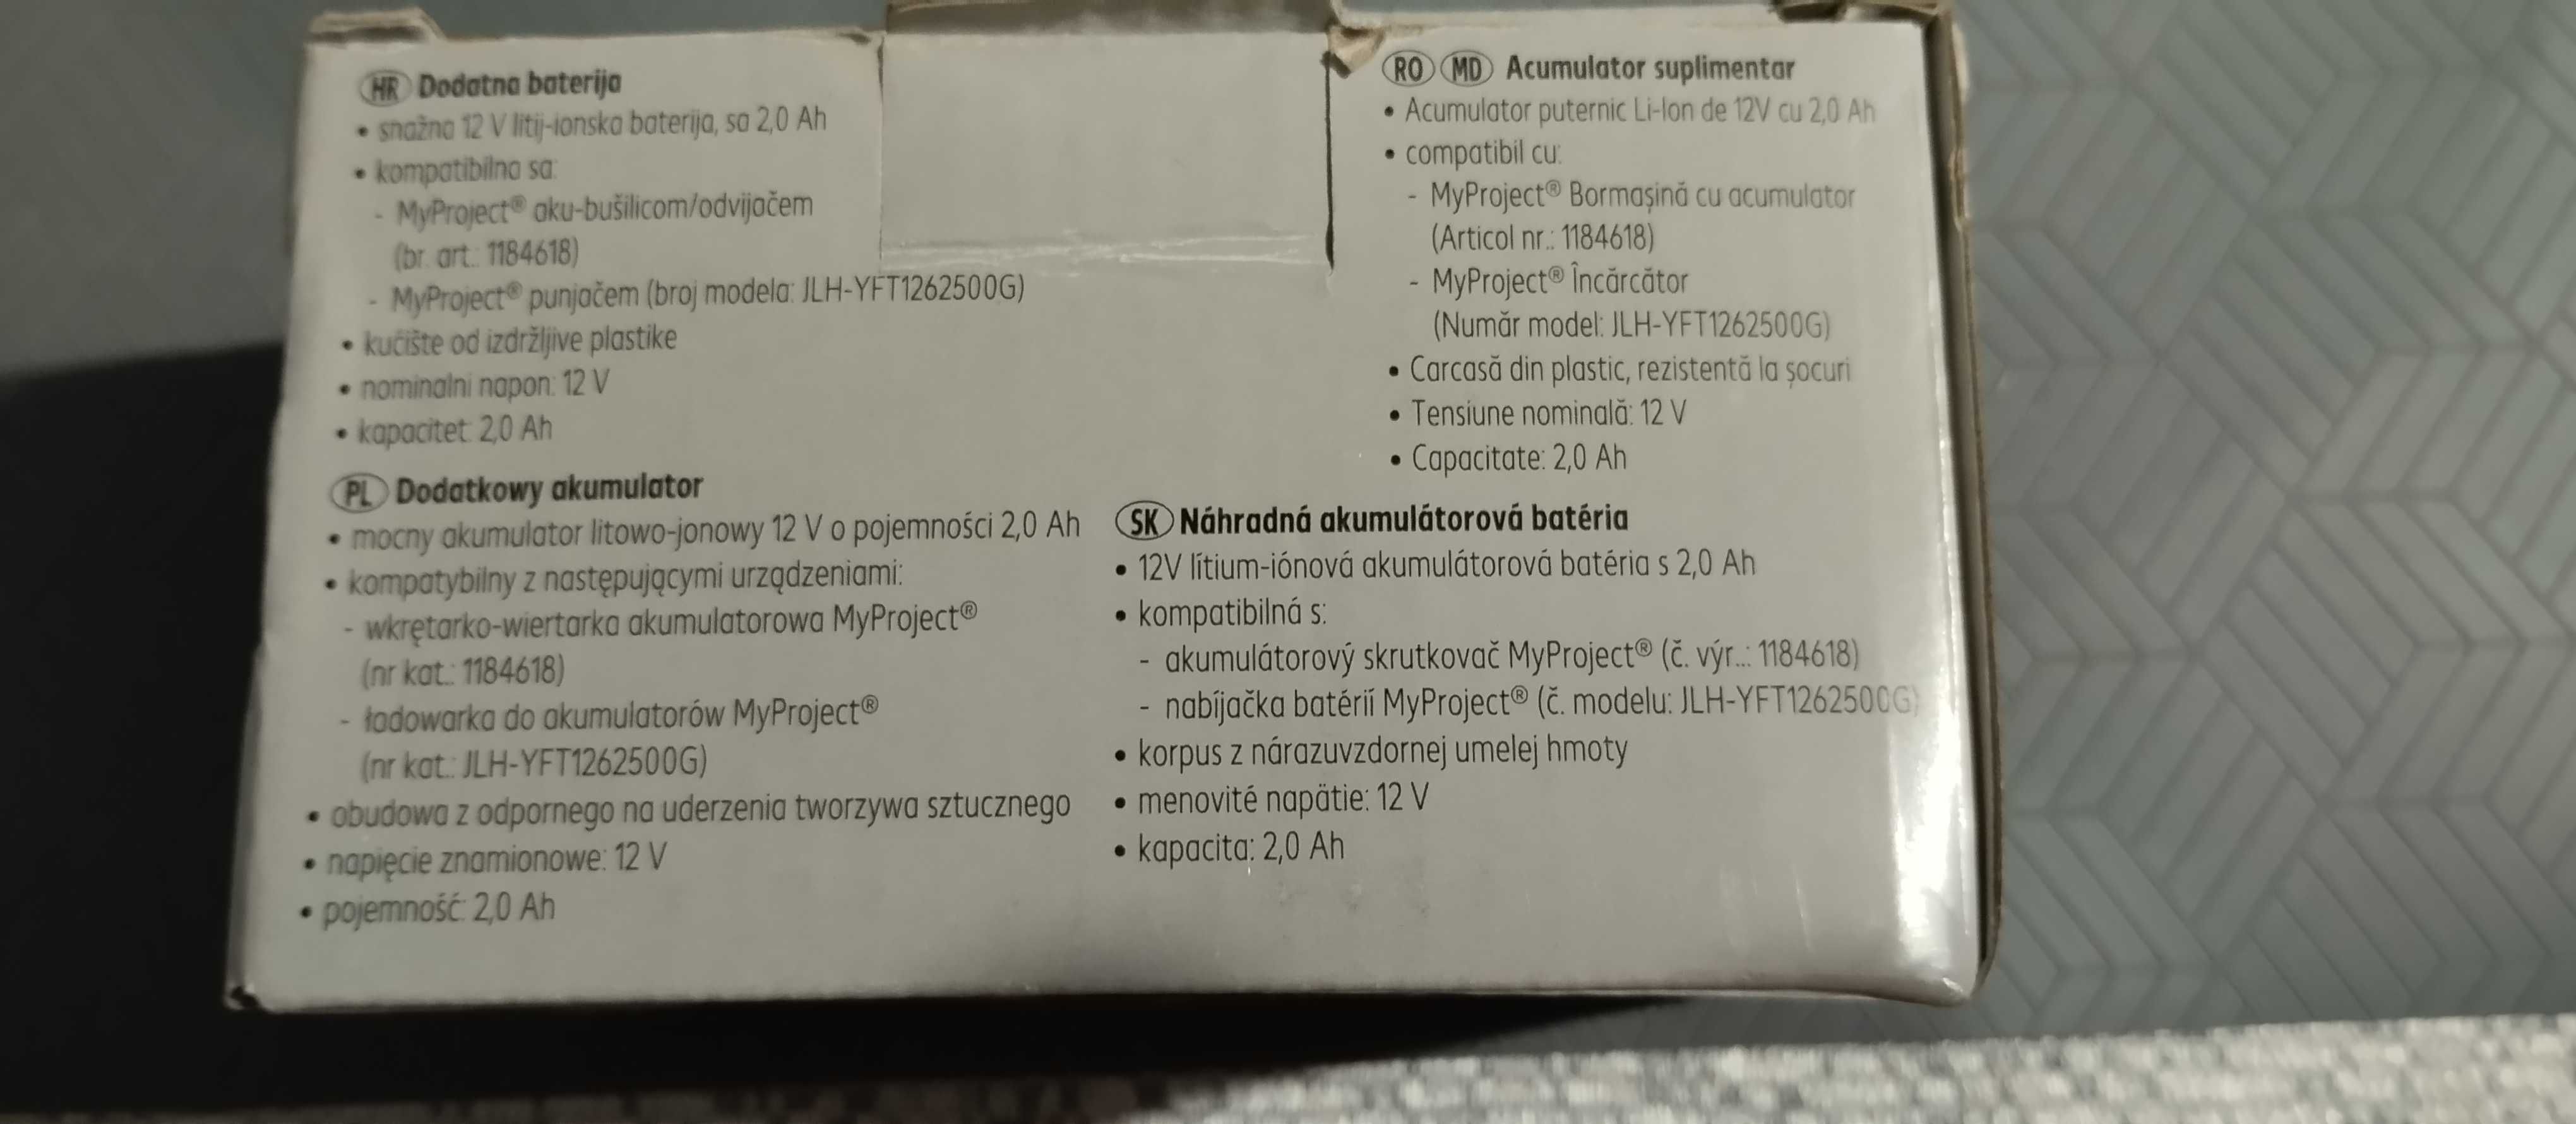 HR Dodatna baterija
• snažna 12 V litij-ionska baterija, sa 2,0 Ah
• kompatibilna sa:
- MyProject® aku-bušilicom/odvijačem
(br. art.: 1184618)
- MyProject® punjačem (broj modela: JLH-YFT1262500G)
• kućište od izdržljive plastike
• nominalni napon: 12 V
• kapacitet: 2,0 Ah
PL Dodatkowy akumulator
• mocny akumulator litowo-jonowy 12 V o pojemności 2,0 Ah
• kompatybilny z następującymi urządzeniami:
- wkrętarko-wiertarka akumulatorowa MyProject®
(nr kat.: 1184618)
- ładowarka do akumulatorów MyProject®
(nr kat.: JLH-YFT1262500G)
• obudowa z odpornego na uderzenia tworzywa sztucznego
• napięcie znamionowe: 12 V
• pojemność: 2,0 Ah
RO MD Acumulator suplimentar
• Acumulator puternic Li-Ion de 12V cu 2,0 Ah
• compatibil cu:
- MyProject® Bormașină cu acumulator
(Articol nr.: 1184618)
- MyProject® Încărcător
(Număr model: JLH-YFT1262500G)
• Carcasă din plastic, rezistentă la șocuri
• Tensiune nominală: 12 V
• Capacitate: 2,0 Ah
SK Náhradná akumulátorová batéria
• 12V lítium-iónová akumulátorová batéria s 2,0 Ah
• kompatibilná s:
- akumulátorový skrutkovač MyProject® (č. výr..: 1184618)
- nabíjačka batérií MyProject® (č. modelu: JLH-YFT1262500G)
• korpus z nárazuvzdornej umelej hmoty
• menovité napätie: 12 V
• kapacita: 2,0 Ah